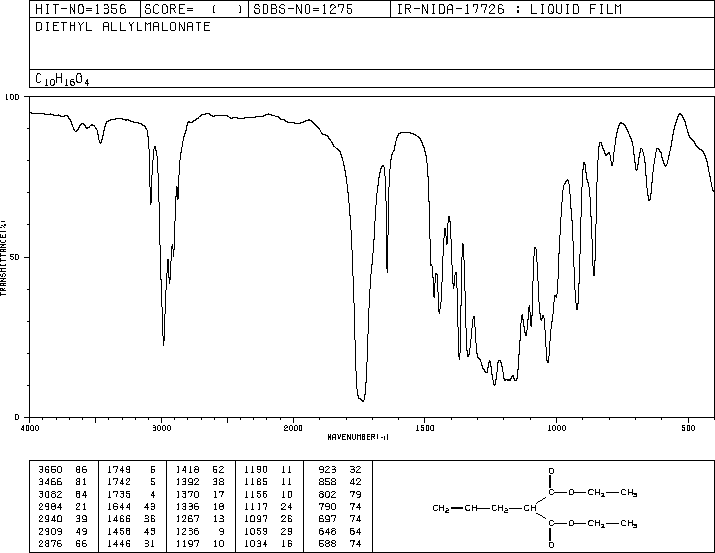 HIT-NO=1356 SCORE= ( ) SDBS-NO=1275 IR-NIDA-17726 : LIQUID FILM
DIETHYL ALLYLMALONATE
C10H16O4
100
50
0
TRANSMITTANCE(%)
4000 3000 2000 1500 1000 500
WAVENUMBER(-1)
3660 86 1749 5 1418 52 1190 11 923 32
3466 81 1742 5 1392 38 1185 11 858 42
3082 64 1735 4 1370 17 1156 10 802 79
2984 21 1644 43 1336 18 1117 24 790 74
2940 39 1466 36 1267 13 1097 26 697 74
2909 49 1458 49 1236 9 1059 29 648 64
2876 66 1446 31 1197 10 1034 16 588 74
O
C—O—CH2—CH3
CH2=CH—CH2—CH
C—O—CH2—CH3
O